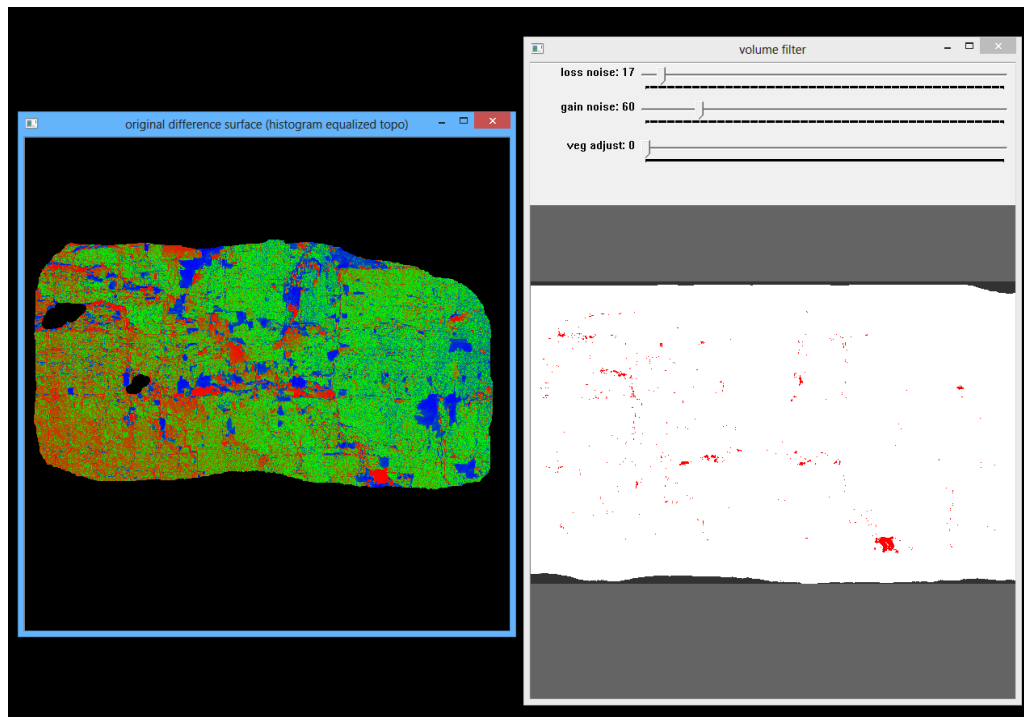 volume filter
loss noise: 17
gain noise: 60
veg adjust: 0
original difference surface (histogram equalized topo)